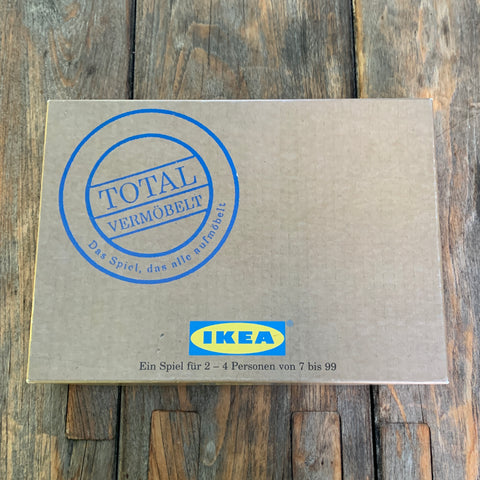 TOTAL
VERMÖBELT
Das Spiel, das alle aufmöbelt
IKEA
Ein Spiel für 2 – 4 Personen von 7 bis 99